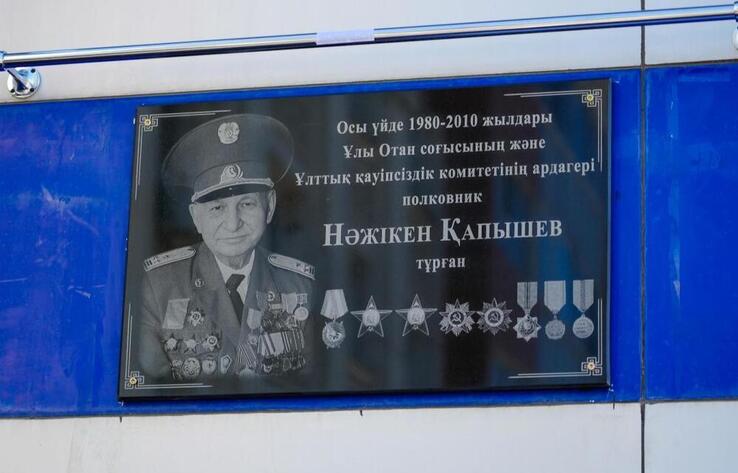 Осы үйде 1980-2010 жылдары
Ұлы Отан соғысының және
Ұлттық қауіпсіздік комитетінің ардагері
полковник
Нәжікен Қапышев
тұрған